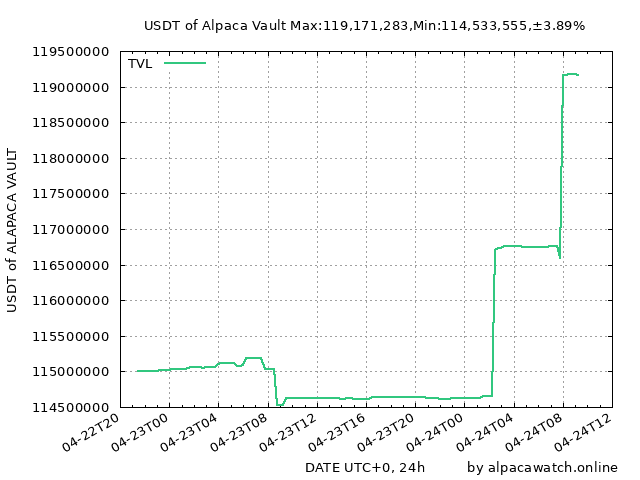 USDT of Alpaca Vault Max:119,171,283,Min:114,533,555,±3.89%
119500000
119000000
118500000
118000000
117500000
117000000
116500000
116000000
115500000
115000000
114500000
USDT of ALAPACA VAULT
TVL
04-22T20
04-23T00
04-23T04
04-23T08
04-23T12
04-23T16
04-23T20
04-24T00
04-24T04
04-24T08
04-24T12
DATE UTC+0, 24h
by alpacawatch.online